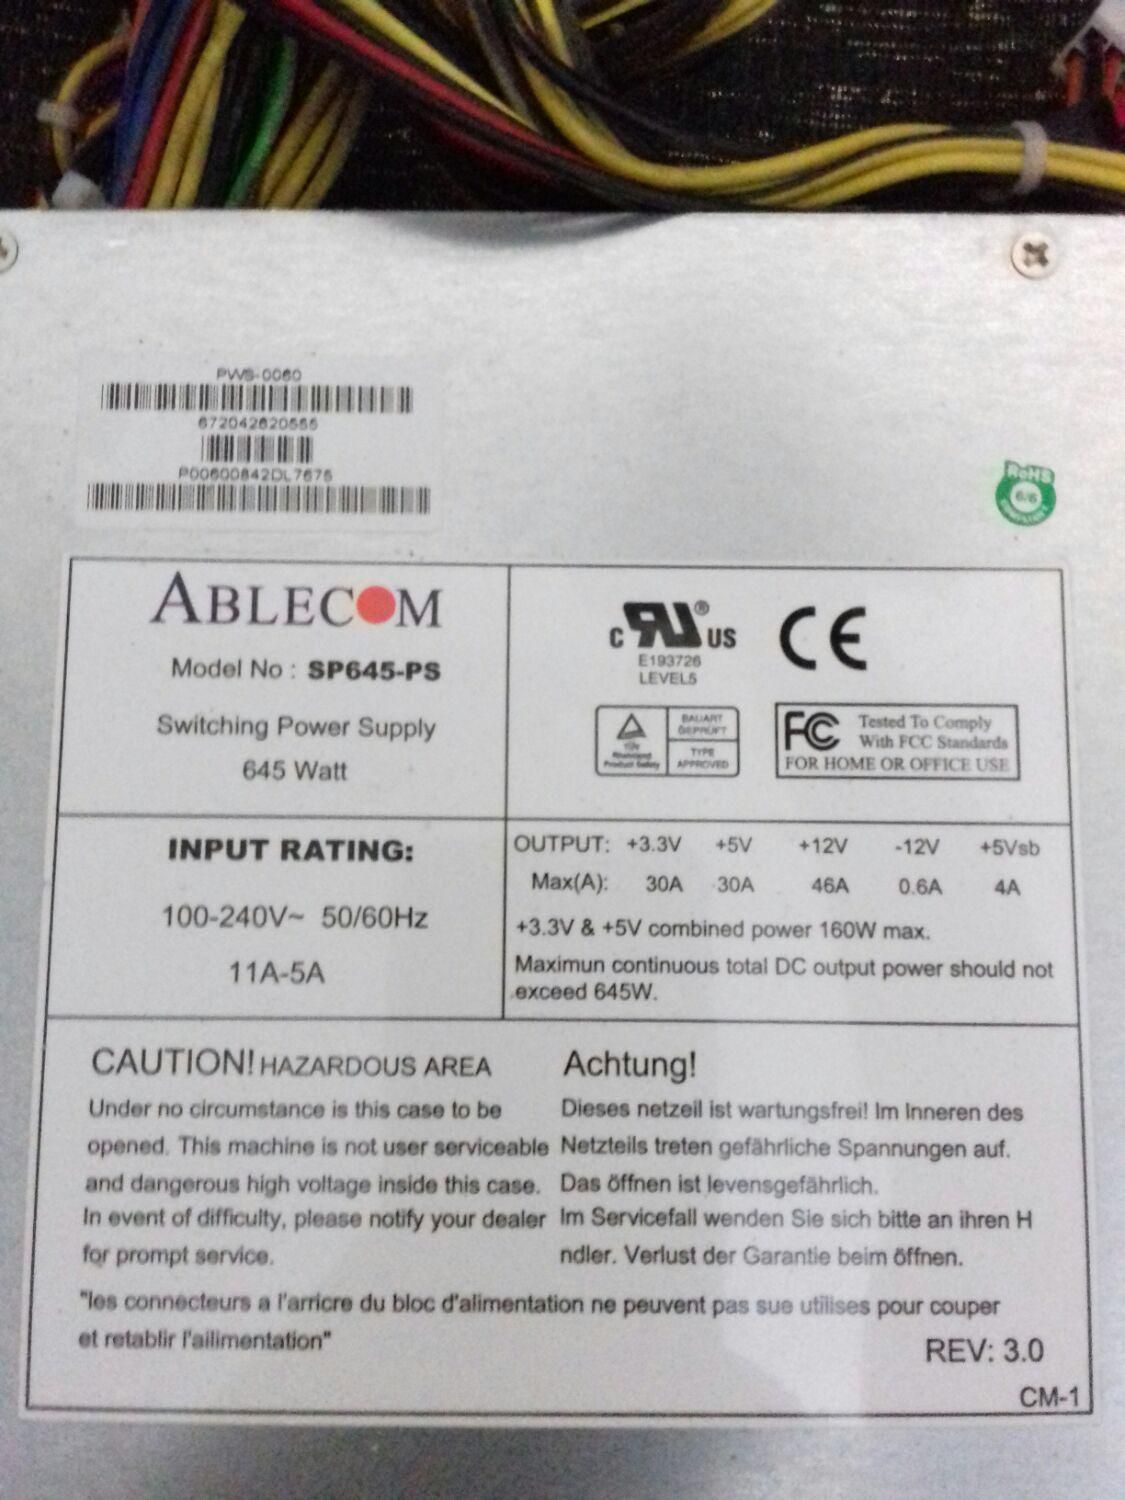 PWS-0060
672042620565
P00600842DL7675
RoHS
6/6
ABLECOM
Model No : SP645-PS
Switching Power Supply
645 Watt
C RU ® US
E193726
LEVEL5
CE
TÜV
Rheinland
Product Safety
BAUART
GEPRÜFT
TYPE
APPROVED
FC Tested To Comply
With FCC Standards
FOR HOME OR OFFICE USE
INPUT RATING:
100-240V~ 50/60Hz
11A-5A
OUTPUT: +3.3V +5V +12V -12V +5Vsb
Max(A): 30A 30A 46A 0.6A 4A
+3.3V & +5V combined power 160W max.
Maximun continuous total DC output power should not
exceed 645W.
CAUTION! HAZARDOUS AREA
Under no circumstance is this case to be
opened. This machine is not user serviceable
and dangerous high voltage inside this case.
In event of difficulty, please notify your dealer
for prompt service.
Achtung!
Dieses netzeil ist wartungsfrei! Im Inneren des
Netzteils treten gefährliche Spannungen auf.
Das öffnen ist levensgefährlich.
Im Servicefall wenden Sie sich bitte an ihren H
ndler. Verlust der Garantie beim öffnen.
"les connecteurs a l'arricre du bloc d'alimentation ne peuvent pas sue utilises pour couper
et retablir l'ailimentation"
REV: 3.0
CM-1